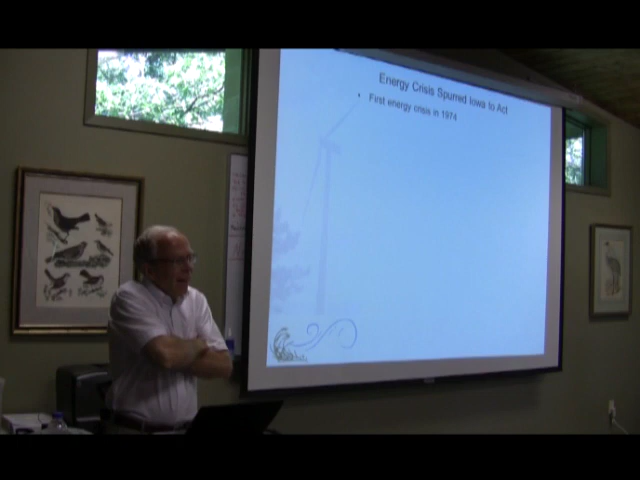 Energy Crisis Spurred Iowa to Act
• First energy crisis in 1974